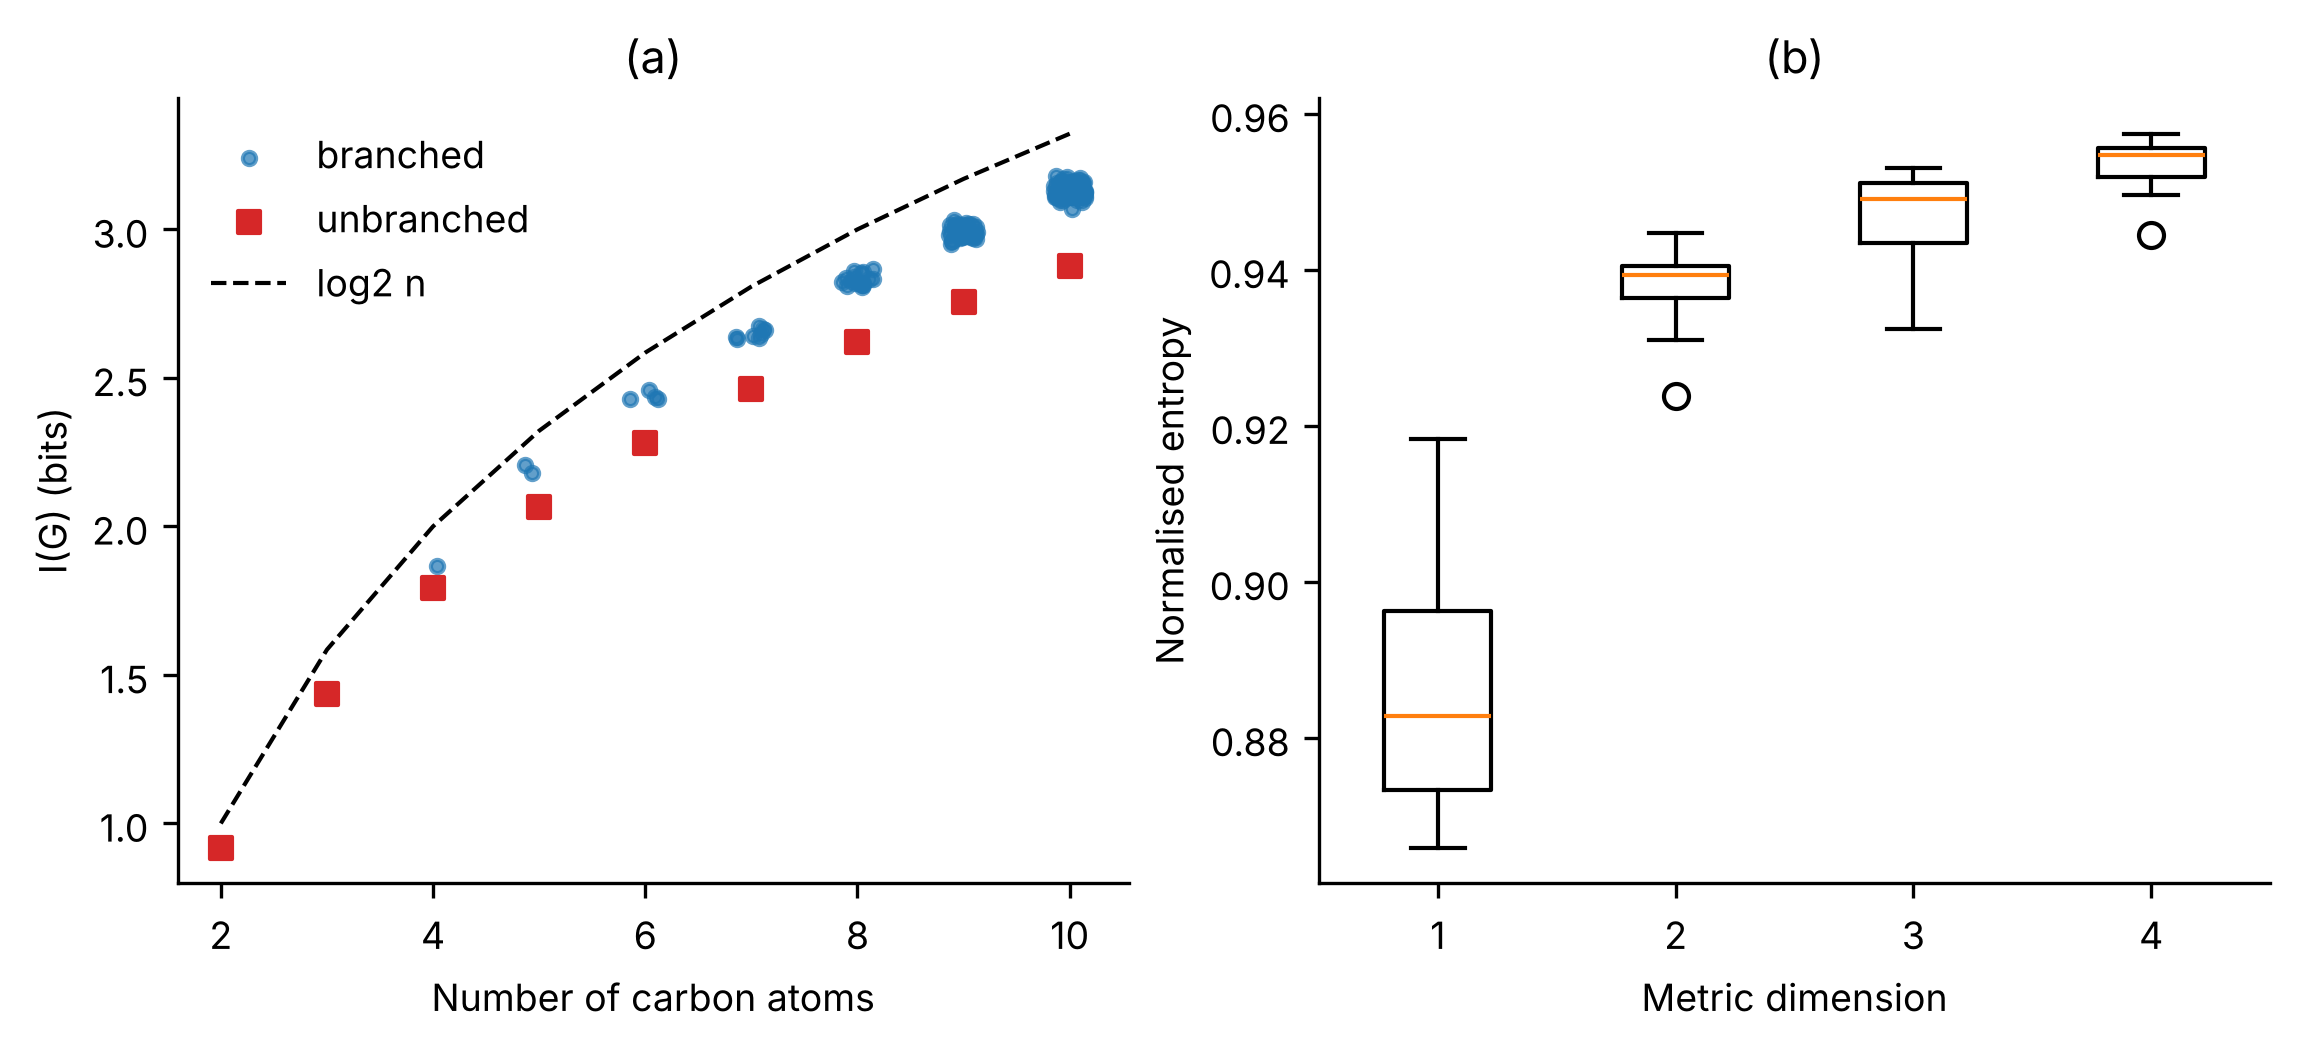 (a)
branched
unbranched
log2 n
3.0
2.5
2.0
1.5
1.0
I(G) (bits)
2 4 6 8 10
Number of carbon atoms
(b)
0.96
0.94
0.92
0.90
0.88
Normalised entropy
1 2 3 4
Metric dimension